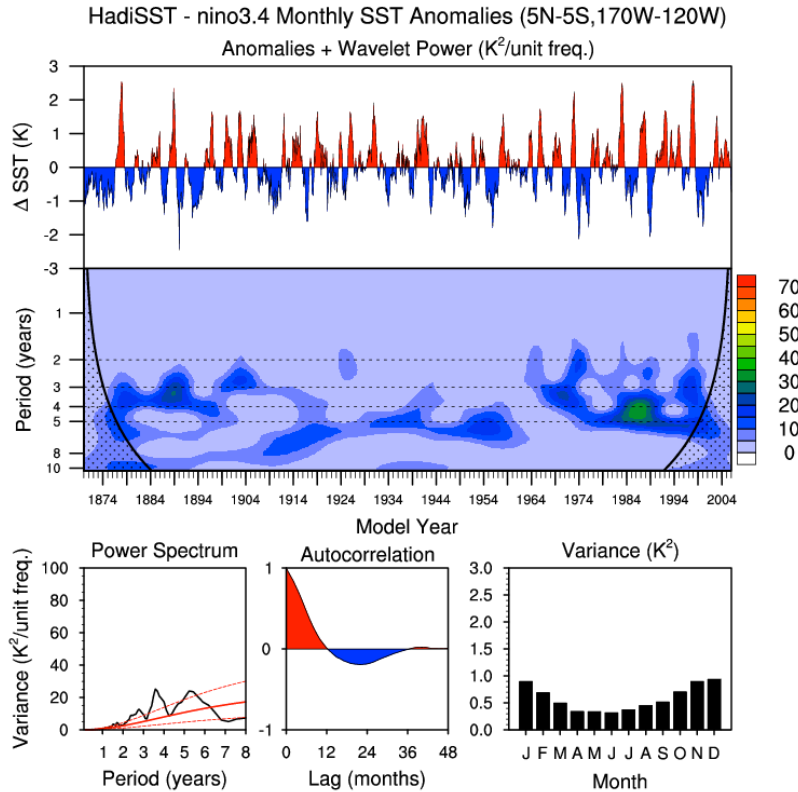 HadiSST - nino3.4 Monthly SST Anomalies (5N-5S,170W-120W)
Anomalies + Wavelet Power (K²/unit freq.)
Δ SST (K)
3
2
1
0
-1
-2
-3
Period (years)
1
2
3
4
5
8
10
70
60
50
40
30
20
10
0
1874 1884 1894 1904 1914 1924 1934 1944 1954 1964 1974 1984 1994 2004
Model Year
Power Spectrum
Variance (K²/unit freq.)
100
80
60
40
20
0
1 2 3 4 5 6 7 8
Period (years)
Autocorrelation
1
0
-1
0 12 24 36 48
Lag (months)
Variance (K²)
3.0
2.5
2.0
1.5
1.0
0.5
0.0
J F M A M J J A S O N D
Month